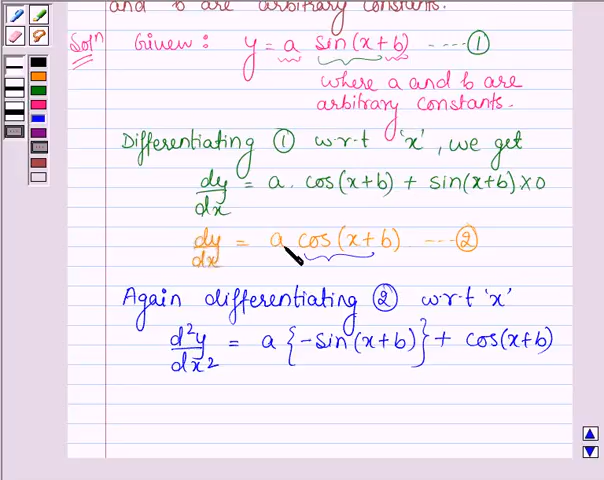 and b are arbitrary constants.
Solⁿ Given: y = a sin(x+b) ----- ①
where a and b are
arbitrary constants.
Differentiating ① w.r.t 'x', we get
dy/dx = a. cos(x+b) + sin(x+b) × 0
dy/dx = a cos(x+b) ---- ②
Again differentiating ② w.r.t 'x'
d²y/dx² = a {-sin(x+b)} + cos(x+b)